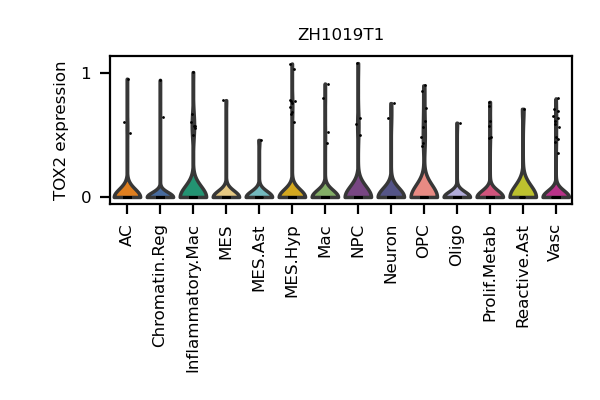 ZH1019T1
TOX2 expression
1
0
AC
Chromatin.Reg
Inflammatory.Mac
MES
MES.Ast
MES.Hyp
Mac
NPC
Neuron
OPC
Oligo
Prolif.Metab
Reactive.Ast
Vasc